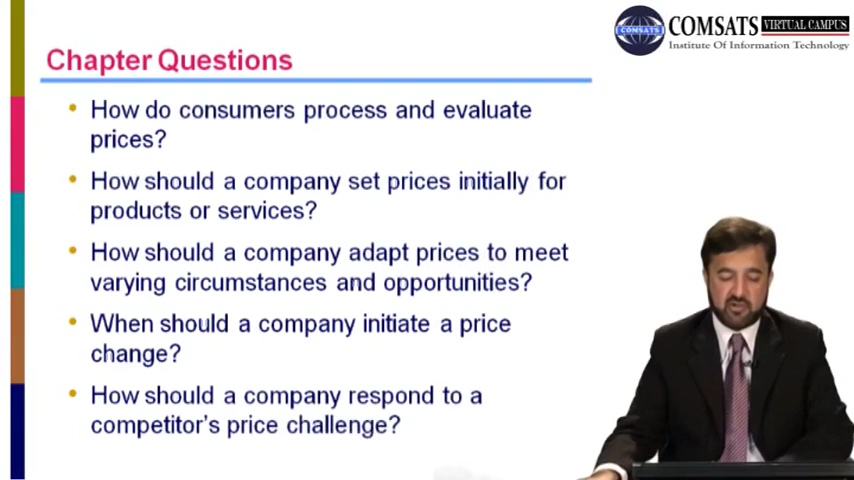 COMSATS VIRTUAL CAMPUS
COMSATS
Institute Of Information Technology
Chapter Questions
• How do consumers process and evaluate
prices?
• How should a company set prices initially for
products or services?
• How should a company adapt prices to meet
varying circumstances and opportunities?
• When should a company initiate a price
change?
• How should a company respond to a
competitor's price challenge?